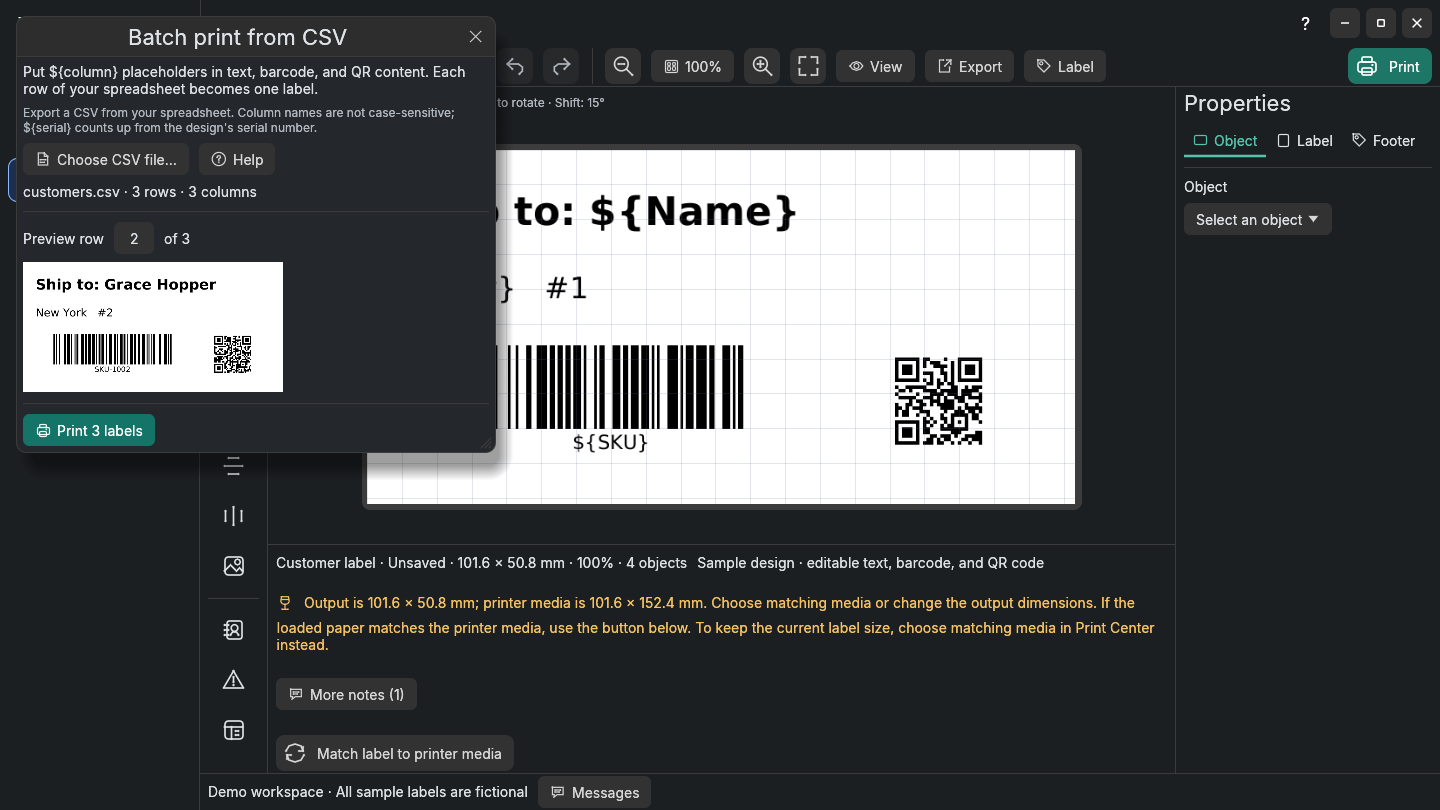 Batch print from CSV
Put ${column} placeholders in text, barcode, and QR content. Each
row of your spreadsheet becomes one label.
Export a CSV from your spreadsheet. Column names are not case-sensitive;
${serial} counts up from the design's serial number.
Choose CSV file...
Help
customers.csv · 3 rows · 3 columns
Preview row 2 of 3
Ship to: Grace Hopper
New York #2
SKU-1002
Print 3 labels
?
100%
View
Export
Label
Print
to rotate · Shift: 15°
to: ${Name}
} #1
${SKU}
Properties
Object
Label
Footer
Object
Select an object
Customer label · Unsaved · 101.6 × 50.8 mm · 100% · 4 objects Sample design · editable text, barcode, and QR code
Output is 101.6 × 50.8 mm; printer media is 101.6 × 152.4 mm. Choose matching media or change the output dimensions. If the
loaded paper matches the printer media, use the button below. To keep the current label size, choose matching media in Print Center
instead.
More notes (1)
Match label to printer media
Demo workspace · All sample labels are fictional
Messages